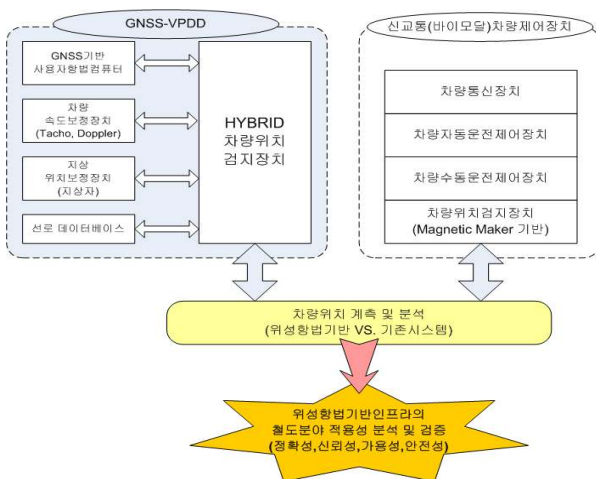 GNSS-VPDD
GNSS기반
사용자항법컴퓨터
차량
속도보정장치
(Tacho, Doppler)
지상
위치보정장치
(지상자)
선로 데이터베이스
HYBRID
차량위치
검지장치
신교통(바이모달)차량제어장치
차량통신장치
차량자동운전제어장치
차량수동운전제어장치
차량위치검지장치
(Magnetic Maker 기반)
차량위치 계측 및 분석
(위성항법기반 VS. 기존시스템)
위성항법기반인프라의
철도분야 적용성 분석 및 검증
(정확성,신뢰성,가용성,안전성)